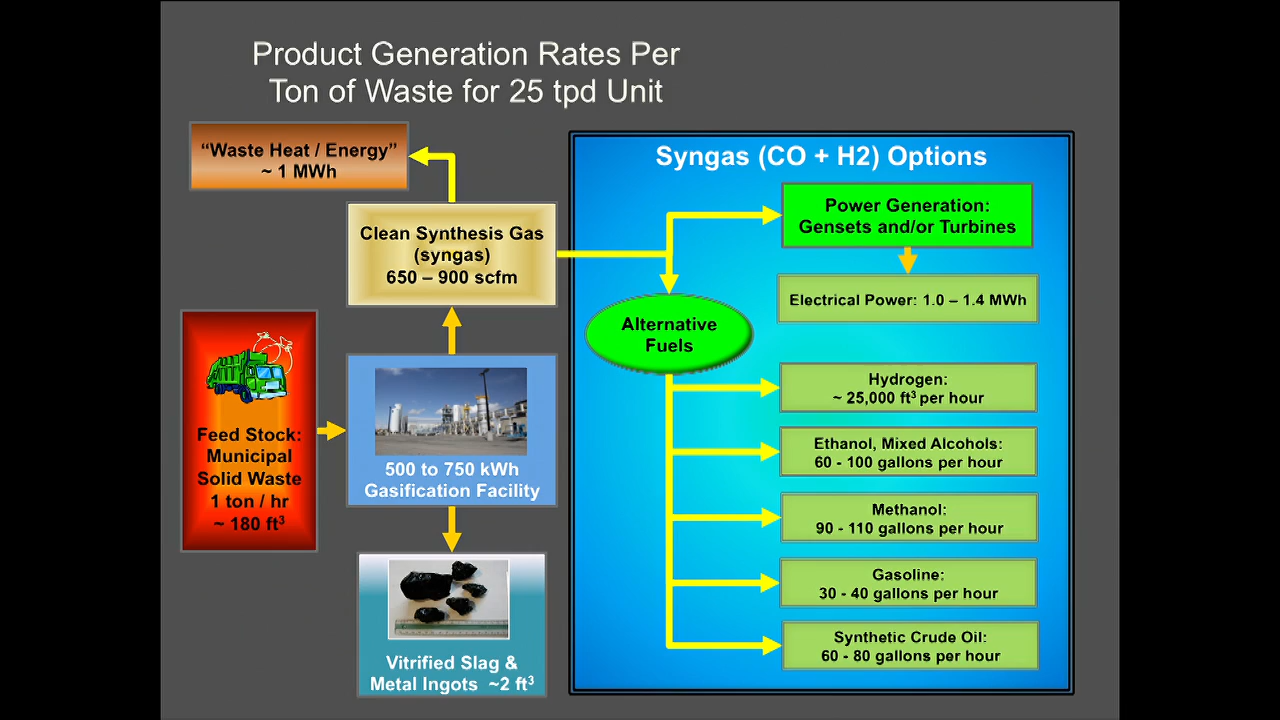 Product Generation Rates Per
Ton of Waste for 25 tpd Unit
“Waste Heat / Energy”
~ 1 MWh
Clean Synthesis Gas
(syngas)
650 – 900 scfm
Feed Stock:
Municipal
Solid Waste
1 ton / hr
~ 180 ft³
500 to 750 kWh
Gasification Facility
Vitrified Slag &
Metal Ingots ~2 ft³
Syngas (CO + H2) Options
Power Generation:
Gensets and/or Turbines
Electrical Power: 1.0 – 1.4 MWh
Alternative
Fuels
Hydrogen:
~ 25,000 ft³ per hour
Ethanol, Mixed Alcohols:
60 - 100 gallons per hour
Methanol:
90 - 110 gallons per hour
Gasoline:
30 - 40 gallons per hour
Synthetic Crude Oil:
60 - 80 gallons per hour